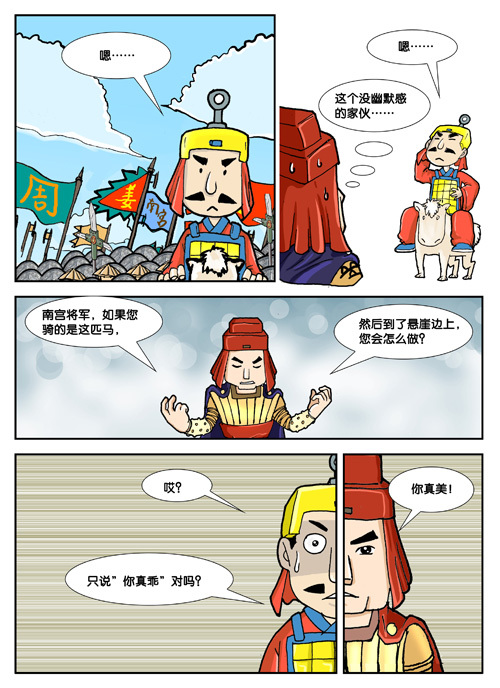 嗯……
周
姜
南宫
嗯……
这个没幽默感
的家伙……
南宫将军，如果您
骑的是这匹马，
然后到了悬崖边上，
您会怎么做？
哎？
只说”你真乖”对吗？
你真美！